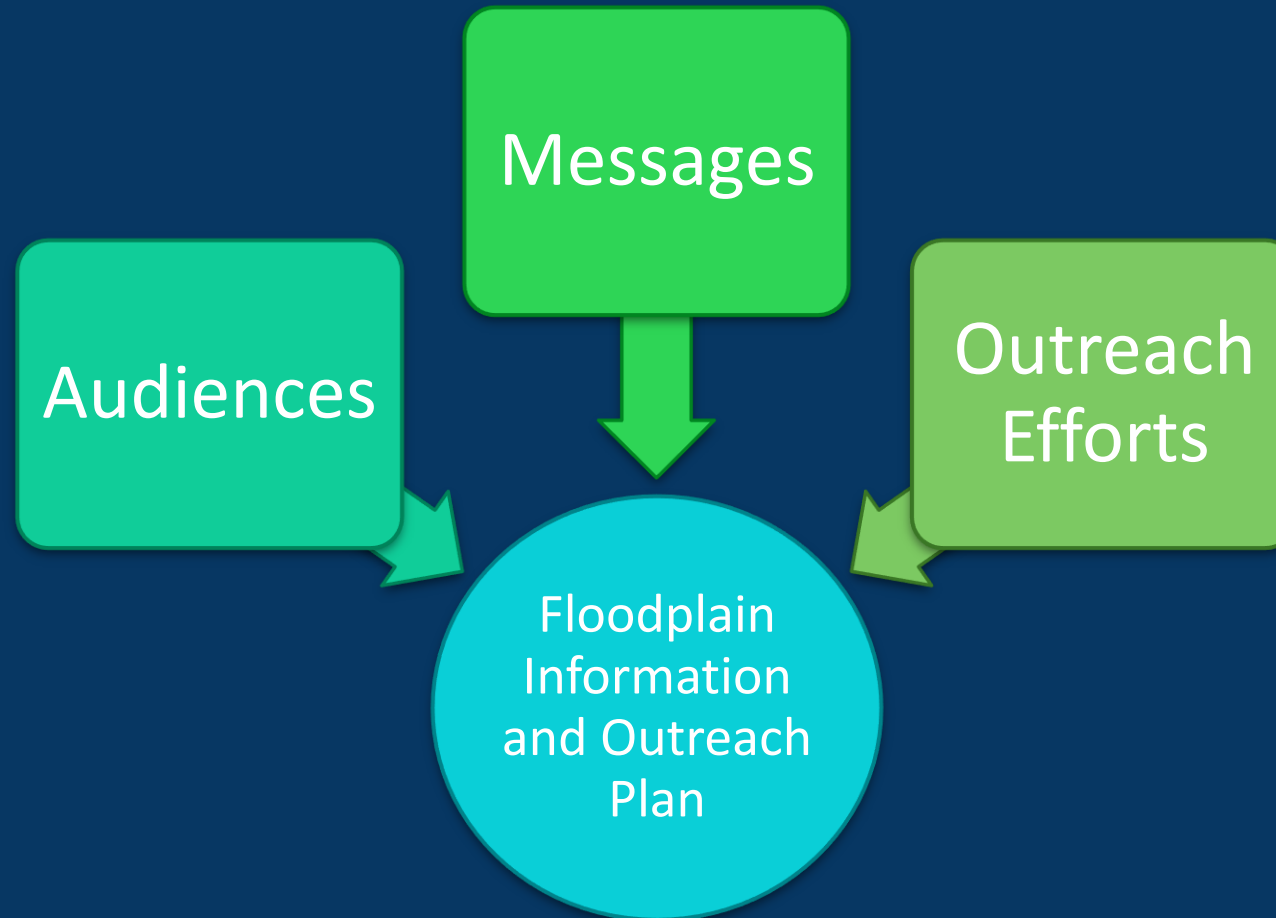 Messages
Audiences
Outreach
Efforts
Floodplain
Information
and Outreach
Plan